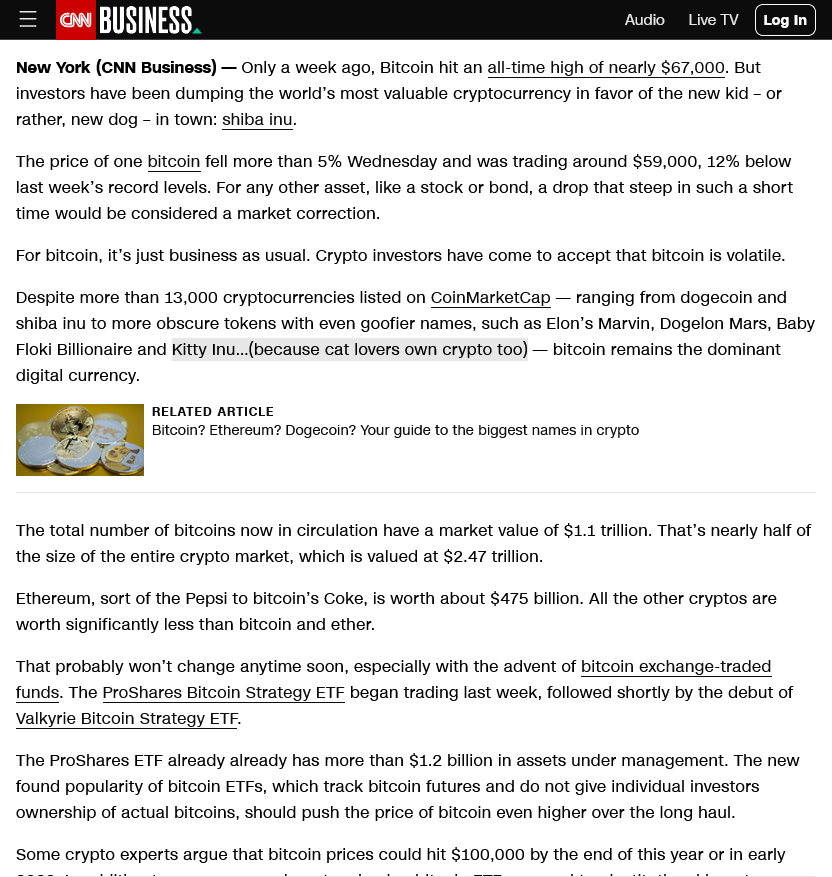 CNN BUSINESS
Audio
Live TV
Log In
New York (CNN Business) — Only a week ago, Bitcoin hit an all-time high of nearly $67,000. But
investors have been dumping the world’s most valuable cryptocurrency in favor of the new kid – or
rather, new dog – in town: shiba inu.
The price of one bitcoin fell more than 5% Wednesday and was trading around $59,000, 12% below
last week’s record levels. For any other asset, like a stock or bond, a drop that steep in such a short
time would be considered a market correction.
For bitcoin, it’s just business as usual. Crypto investors have come to accept that bitcoin is volatile.
Despite more than 13,000 cryptocurrencies listed on CoinMarketCap — ranging from dogecoin and
shiba inu to more obscure tokens with even goofier names, such as Elon’s Marvin, Dogelon Mars, Baby
Floki Billionaire and Kitty Inu...(because cat lovers own crypto too) — bitcoin remains the dominant
digital currency.
RELATED ARTICLE
Bitcoin? Ethereum? Dogecoin? Your guide to the biggest names in crypto
The total number of bitcoins now in circulation have a market value of $1.1 trillion. That’s nearly half of
the size of the entire crypto market, which is valued at $2.47 trillion.
Ethereum, sort of the Pepsi to bitcoin’s Coke, is worth about $475 billion. All the other cryptos are
worth significantly less than bitcoin and ether.
That probably won’t change anytime soon, especially with the advent of bitcoin exchange-traded
funds. The ProShares Bitcoin Strategy ETF began trading last week, followed shortly by the debut of
Valkyrie Bitcoin Strategy ETF.
The ProShares ETF already already has more than $1.2 billion in assets under management. The new
found popularity of bitcoin ETFs, which track bitcoin futures and do not give individual investors
ownership of actual bitcoins, should push the price of bitcoin even higher over the long haul.
Some crypto experts argue that bitcoin prices could hit $100,000 by the end of this year or in early